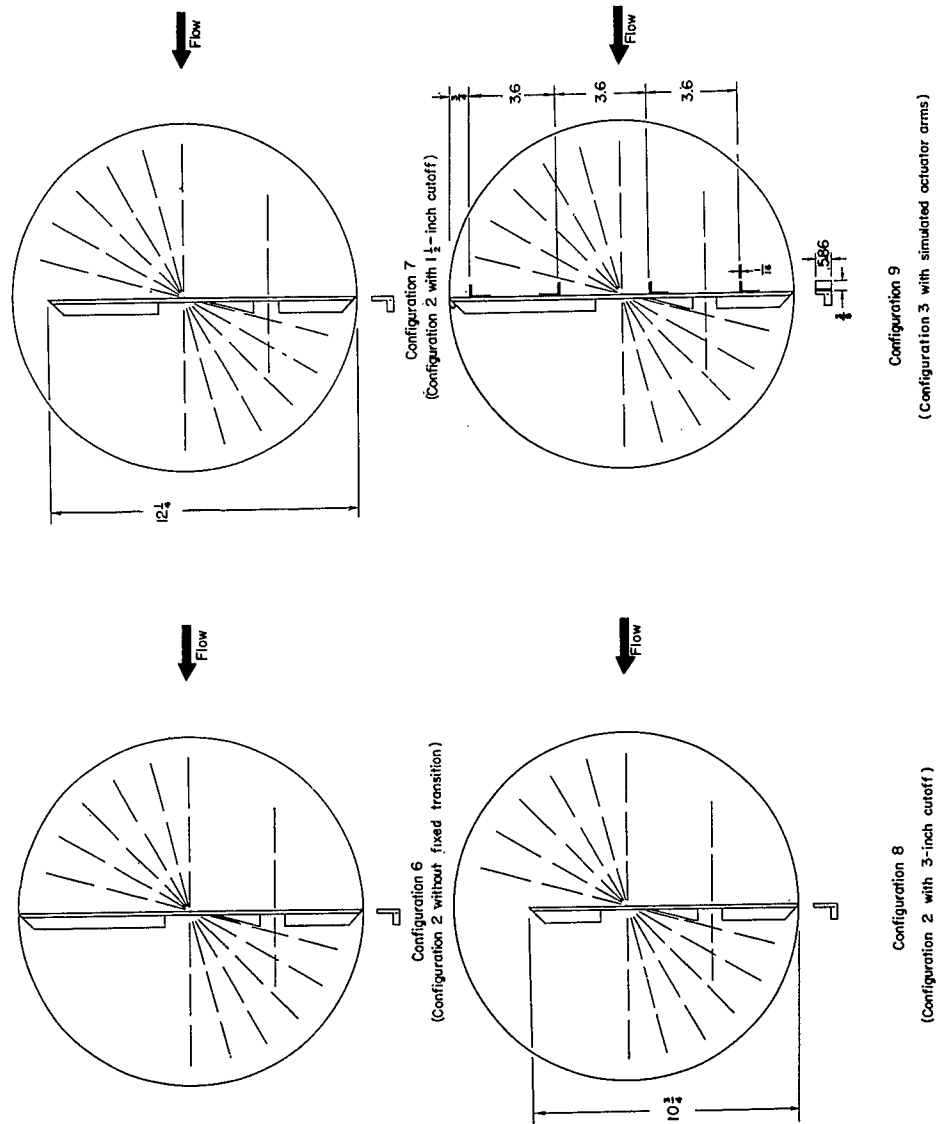 Flow
Configuration 6
(Configuration 2 without fixed transition)
Flow
12 1/4
Configuration 7
(Configuration 2 with 1 1/2-inch cutoff)
Flow
10 3/4
Configuration 8
(Configuration 2 with 3-inch cutoff)
Flow
3.6
3.6
3.6
1/16
.586
Configuration 9
(Configuration 3 with simulated actuator arms)